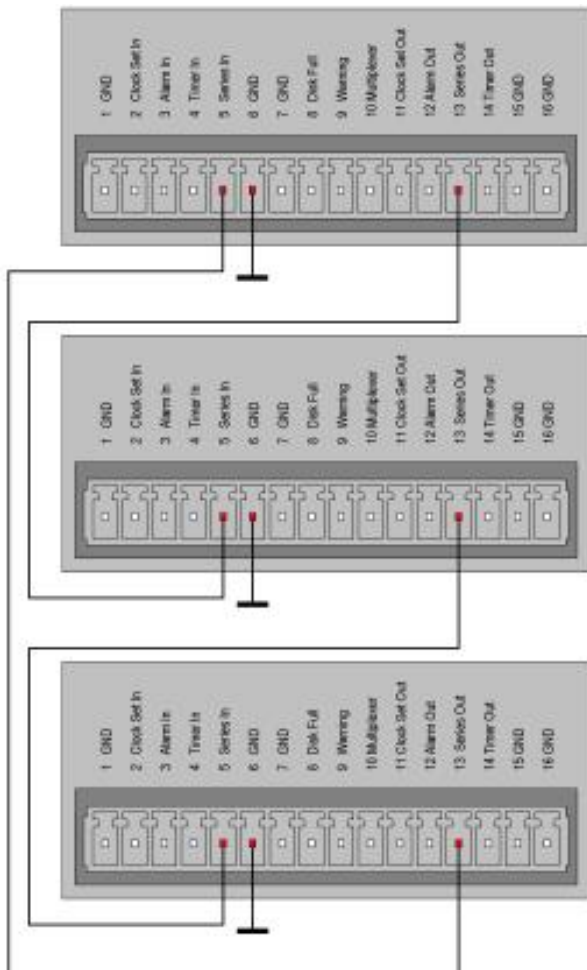 1 GND
2 Clock Set In
3 Alarm In
4 Timer In
5 Series In
6 GND
7 GND
8 Disk Full
9 Warning
10 Multiplexer
11 Clock Set Out
12 Alarm Out
13 Series Out
14 Timer Out
15 GND
16 GND
1 GND
2 Clock Set In
3 Alarm In
4 Timer In
5 Series In
6 GND
7 GND
8 Disk Full
9 Warning
10 Multiplexer
11 Clock Set Out
12 Alarm Out
13 Series Out
14 Timer Out
15 GND
16 GND
1 GND
2 Clock Set In
3 Alarm In
4 Timer In
5 Series In
6 GND
7 GND
8 Disk Full
9 Warning
10 Multiplexer
11 Clock Set Out
12 Alarm Out
13 Series Out
14 Timer Out
15 GND
16 GND